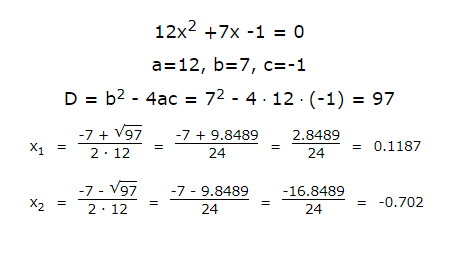 12x² +7x -1 = 0
a=12, b=7, c=-1
D = b² - 4ac = 7² - 4 · 12 · (-1) = 97
x₁ = (-7 + √97)/(2 · 12) = (-7 + 9.8489)/24 = 2.8489/24 = 0.1187
x₂ = (-7 - √97)/(2 · 12) = (-7 - 9.8489)/24 = -16.8489/24 = -0.702